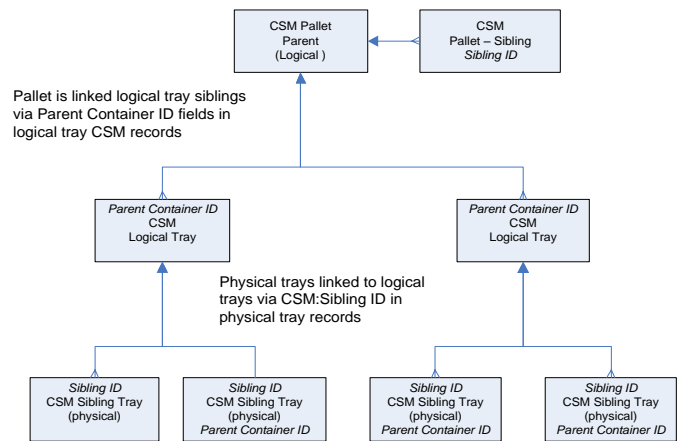 CSM Pallet
Parent
(Logical )
CSM
Pallet – Sibling
Sibling ID
Pallet is linked logical tray siblings
via Parent Container ID fields in
logical tray CSM records
Parent Container ID
CSM
Logical Tray
Parent Container ID
CSM
Logical Tray
Physical trays linked to logical
trays via CSM:Sibling ID in
physical tray records
Sibling ID
CSM Sibling Tray
(physical)
Sibling ID
CSM Sibling Tray
(physical)
Parent Container ID
Sibling ID
CSM Sibling Tray
(physical)
Parent Container ID
Sibling ID
CSM Sibling Tray
(physical)
Parent Container ID